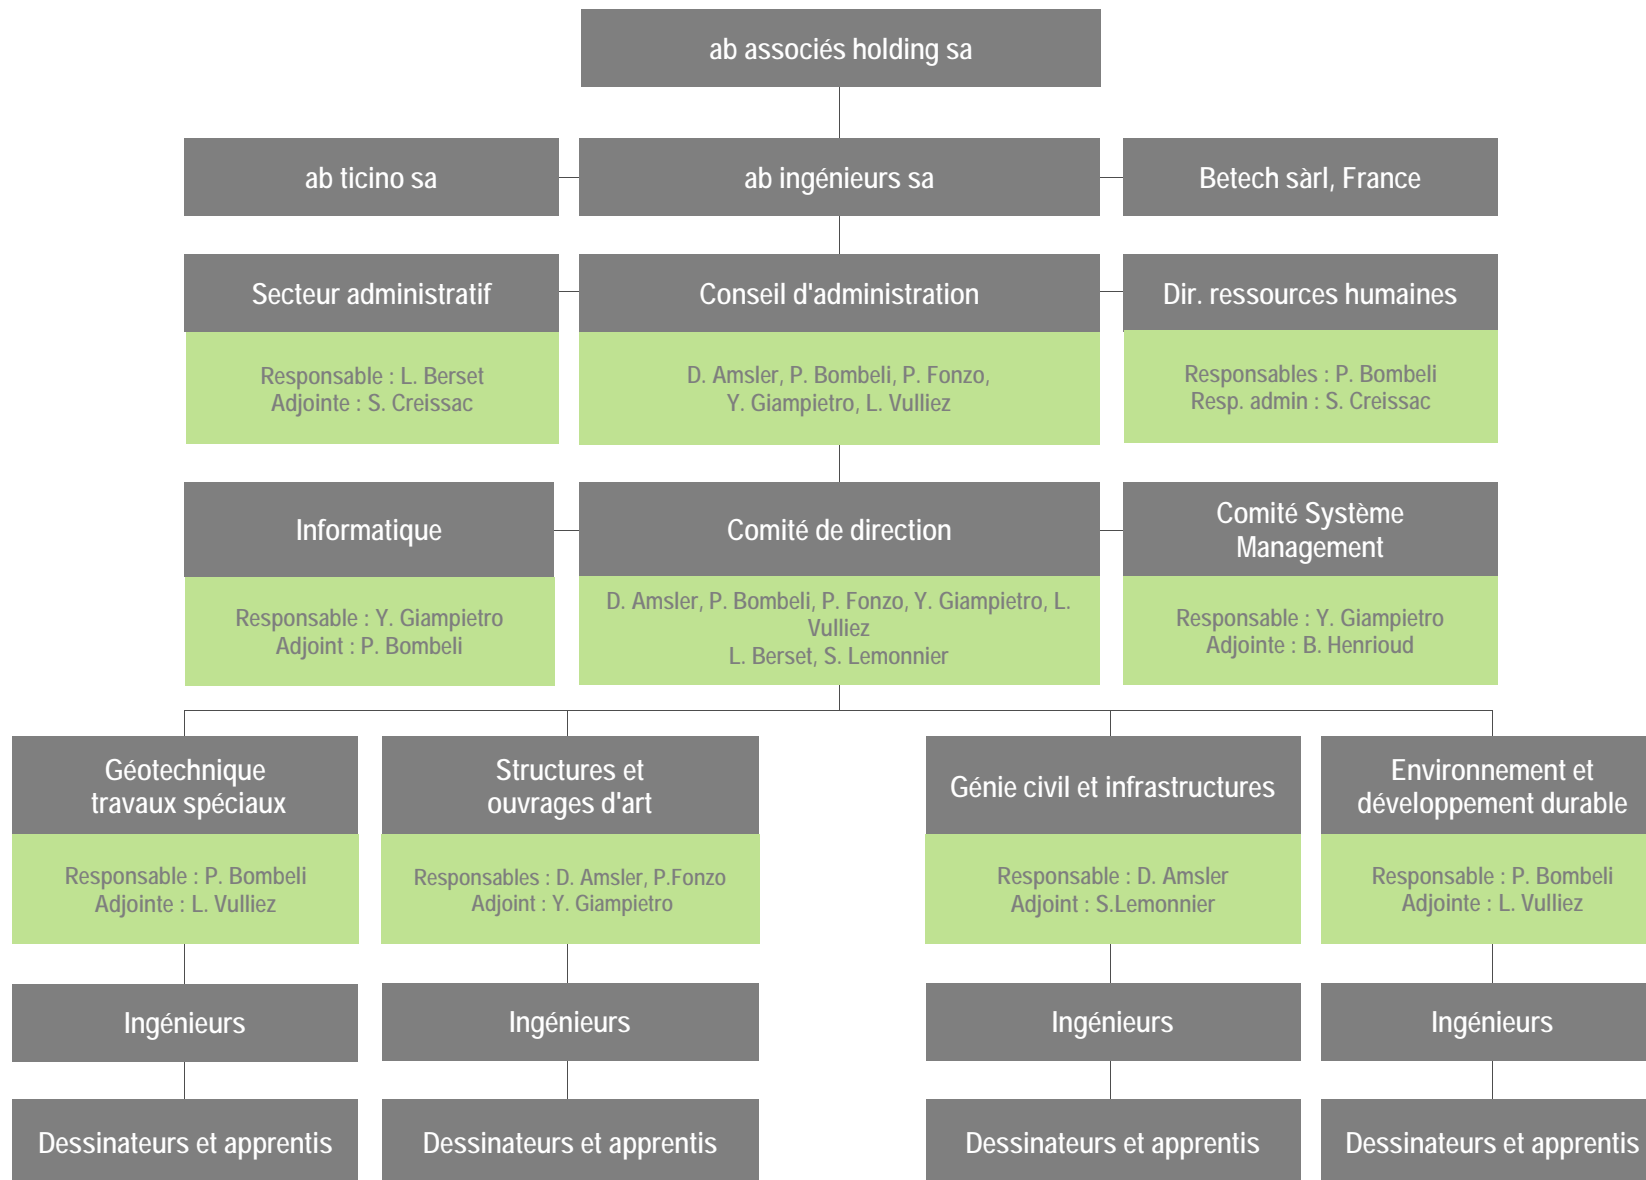 ab associés holding sa
ab ticino sa
ab ingénieurs sa
Betech sàrl, France
Secteur administratif
Responsable : L. Berset
Adjointe : S. Creissac
Conseil d'administration
D. Amsler, P. Bombeli, P. Fonzo,
Y. Giampietro, L. Vulliez
Dir. ressources humaines
Responsables : P. Bombeli
Resp. admin : S. Creissac
Informatique
Responsable : Y. Giampietro
Adjoint : P. Bombeli
Comité de direction
D. Amsler, P. Bombeli, P. Fonzo, Y. Giampietro, L.
Vulliez
L. Berset, S. Lemonnier
Comité Système
Management
Responsable : Y. Giampietro
Adjointe : B. Henrioud
Géotechnique
travaux spéciaux
Responsable : P. Bombeli
Adjointe : L. Vulliez
Structures et
ouvrages d'art
Responsables : D. Amsler, P.Fonzo
Adjoint : Y. Giampietro
Génie civil et infrastructures
Responsable : D. Amsler
Adjoint : S.Lemonnier
Environnement et
développement durable
Responsable : P. Bombeli
Adjointe : L. Vulliez
Ingénieurs
Ingénieurs
Ingénieurs
Ingénieurs
Dessinateurs et apprentis
Dessinateurs et apprentis
Dessinateurs et apprentis
Dessinateurs et apprentis